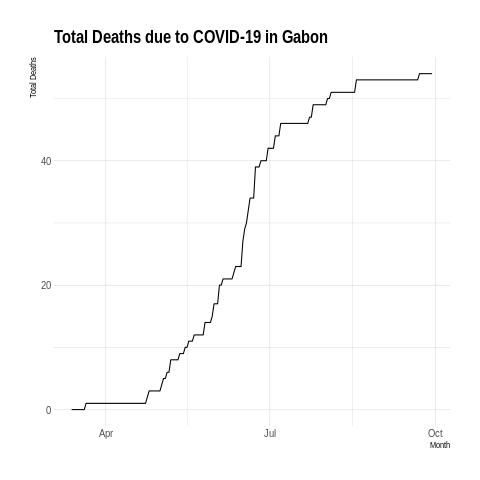 Total Deaths due to COVID-19 in Gabon
Total Deaths
40
20
0
Apr Jul Oct
Month